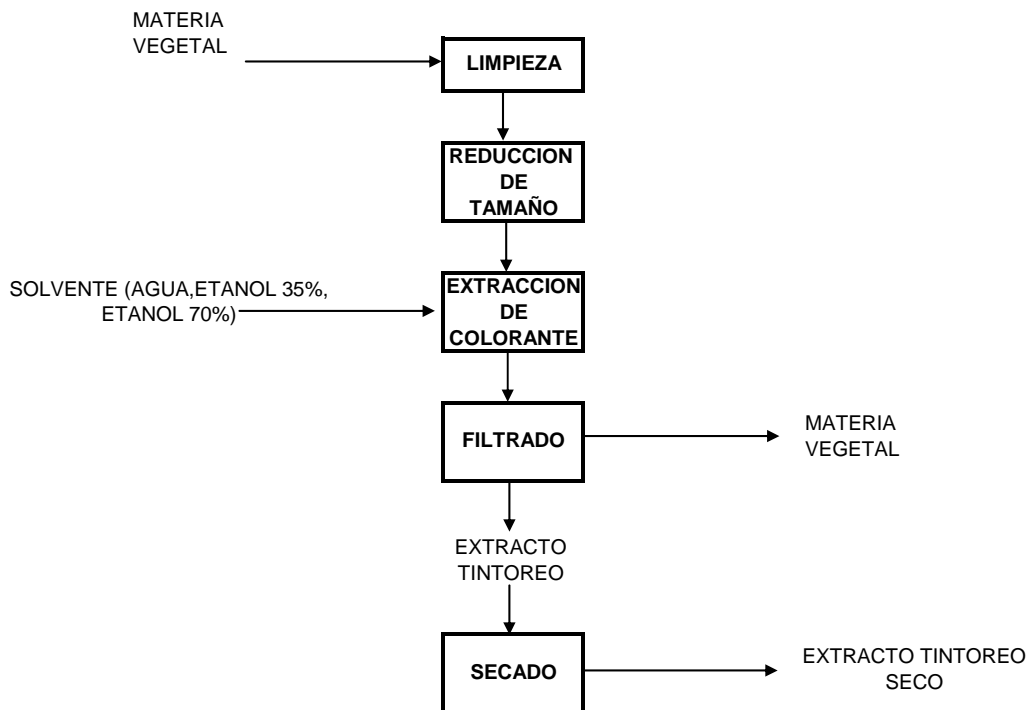 MATERIA
VEGETAL
LIMPIEZA
REDUCCION
DE
TAMAÑO
SOLVENTE (AGUA,ETANOL 35%,
ETANOL 70%)
EXTRACCION
DE
COLORANTE
FILTRADO
MATERIA
VEGETAL
EXTRACTO
TINTOREO
SECADO
EXTRACTO TINTOREO
SECO